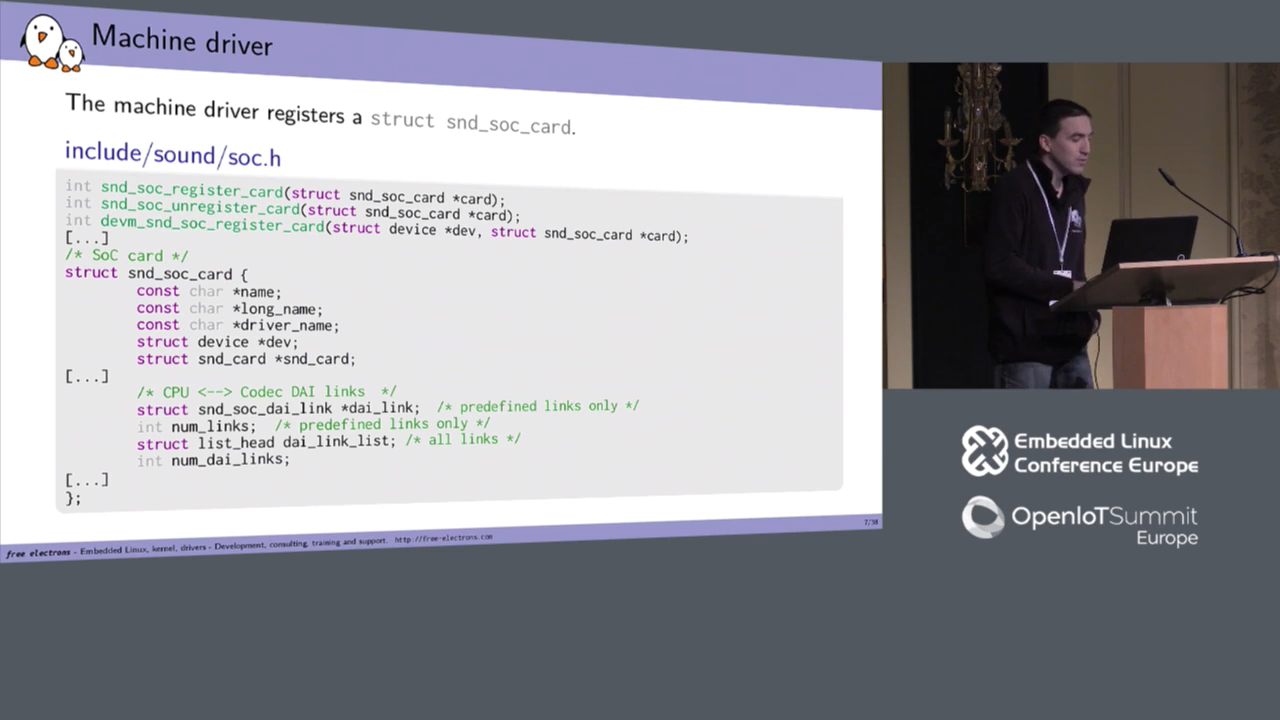 Machine driver
The machine driver registers a struct snd_soc_card.
include/sound/soc.h
int snd_soc_register_card(struct snd_soc_card *card);
int snd_soc_unregister_card(struct snd_soc_card *card);
int devm_snd_soc_register_card(struct device *dev, struct snd_soc_card *card);
[...]
/* SoC card */
struct snd_soc_card {
const char *name;
const char *long_name;
const char *driver_name;
struct device *dev;
struct snd_card *snd_card;
[...]
/* CPU <--> Codec DAI links  */
struct snd_soc_dai_link *dai_link;  /* predefined links only */
int num_links;  /* predefined links only */
struct list_head dai_link_list; /* all links */
int num_dai_links;
[...]
};
7/38
free electrons - Embedded Linux, kernel, drivers - Development, consulting, training and support. http://free-electrons.com
Embedded Linux
Conference Europe
OpenIoTSummit
Europe